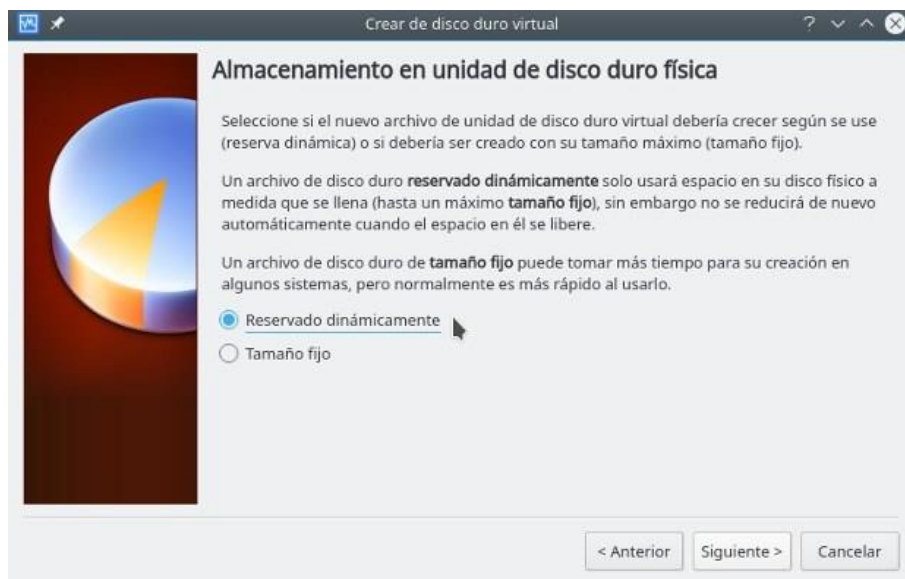 Crear de disco duro virtual
Almacenamiento en unidad de disco duro física
Seleccione si el nuevo archivo de unidad de disco duro virtual debería crecer según se use
(reserva dinámica) o si debería ser creado con su tamaño máximo (tamaño fijo).
Un archivo de disco duro reservado dinámicamente solo usará espacio en su disco físico a
medida que se llena (hasta un máximo tamaño fijo), sin embargo no se reducirá de nuevo
automáticamente cuando el espacio en él se libere.
Un archivo de disco duro de tamaño fijo puede tomar más tiempo para su creación en
algunos sistemas, pero normalmente es más rápido al usarlo.
Reservado dinámicamente
Tamaño fijo
< Anterior Siguiente > Cancelar